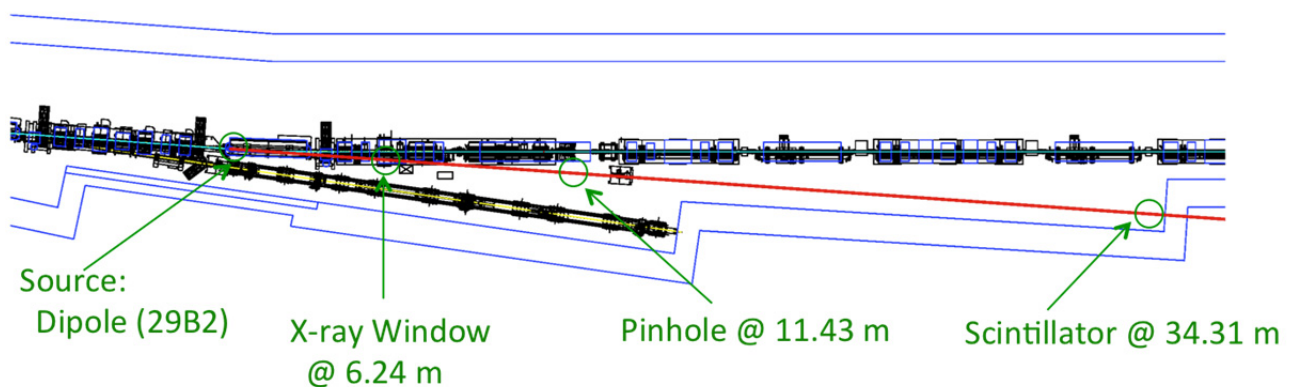 Source:
Dipole (29B2)
X-ray Window
@ 6.24 m
Pinhole @ 11.43 m
Scintillator @ 34.31 m